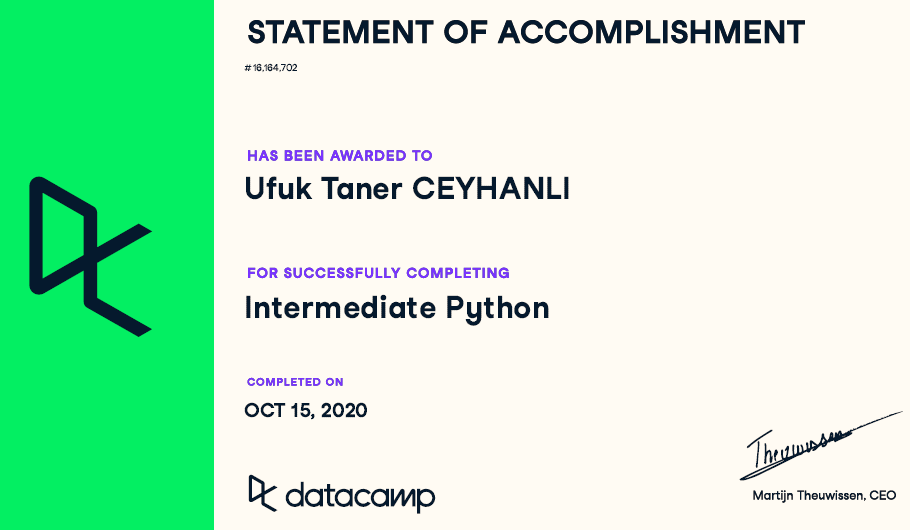 STATEMENT OF ACCOMPLISHMENT
#16,164,702
HAS BEEN AWARDED TO
Ufuk Taner CEYHANLI
FOR SUCCESSFULLY COMPLETING
Intermediate Python
COMPLETED ON
OCT 15, 2020
Theuwissen
datacamp
Martijn Theuwissen, CEO